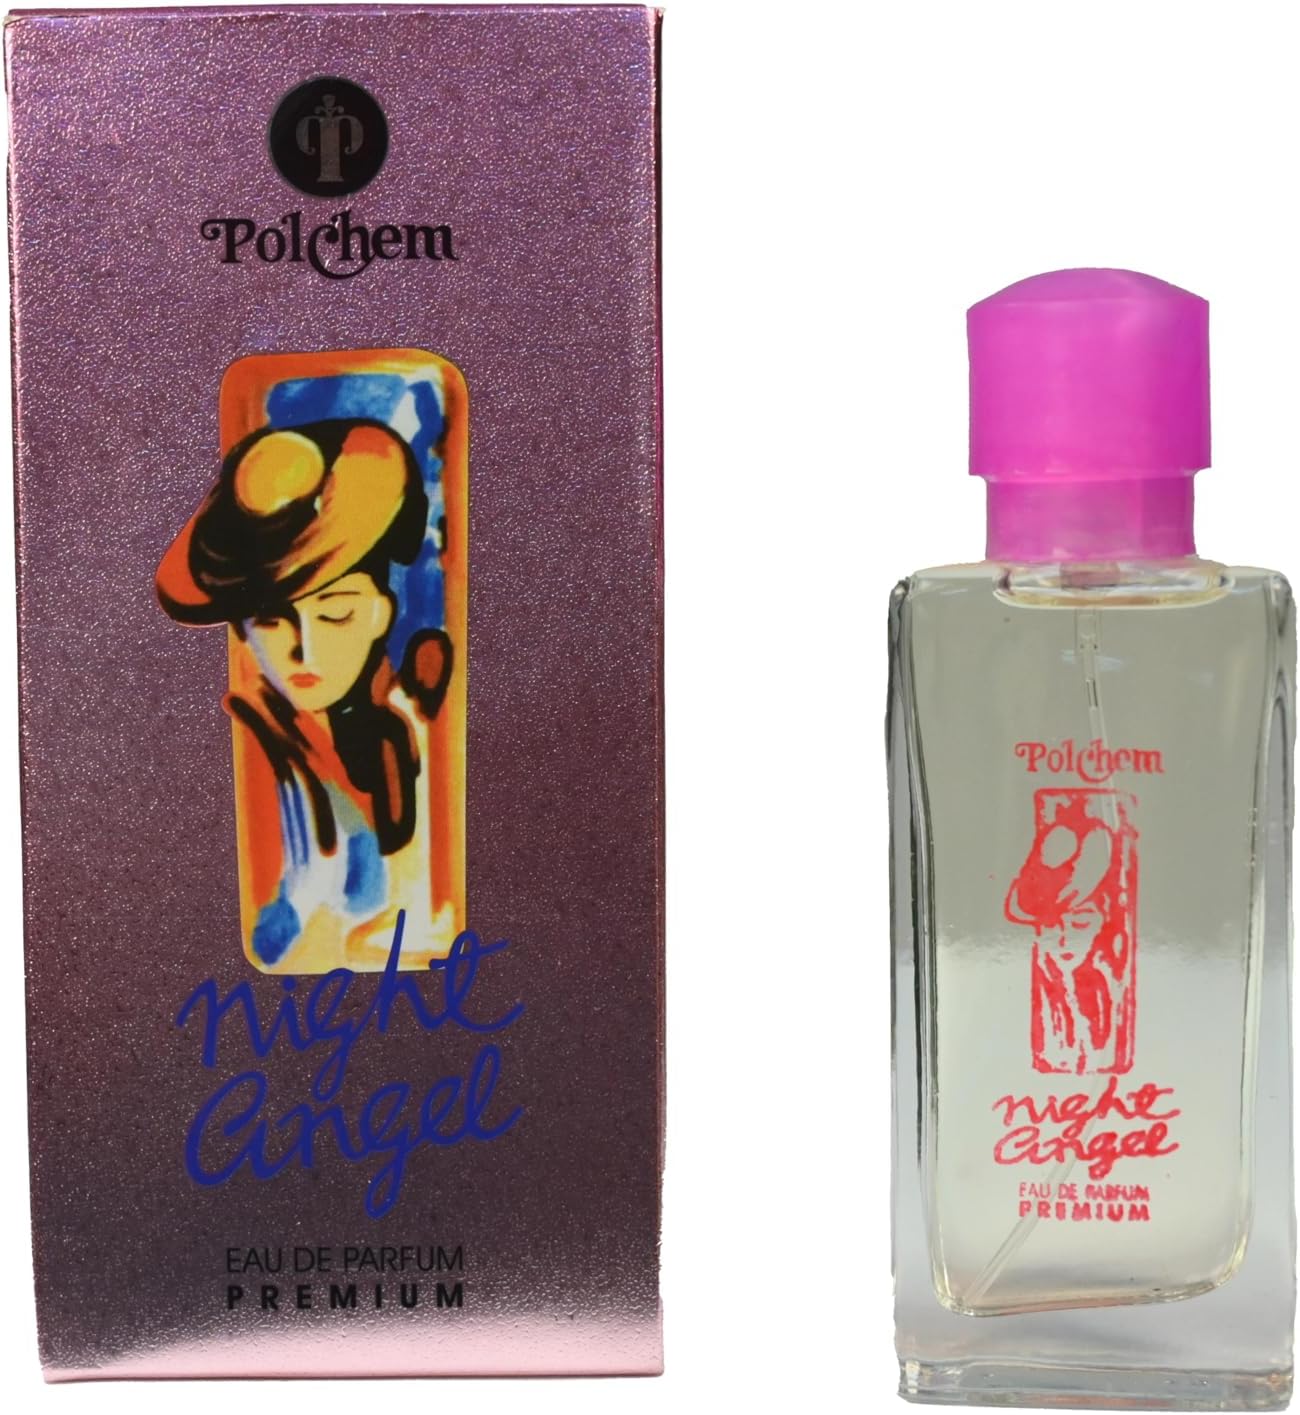 PolChem
night
angel
EAU DE PARFUM
PREMIUM
PolChem
night
angel
EAU DE PARFUM
PREMIUM